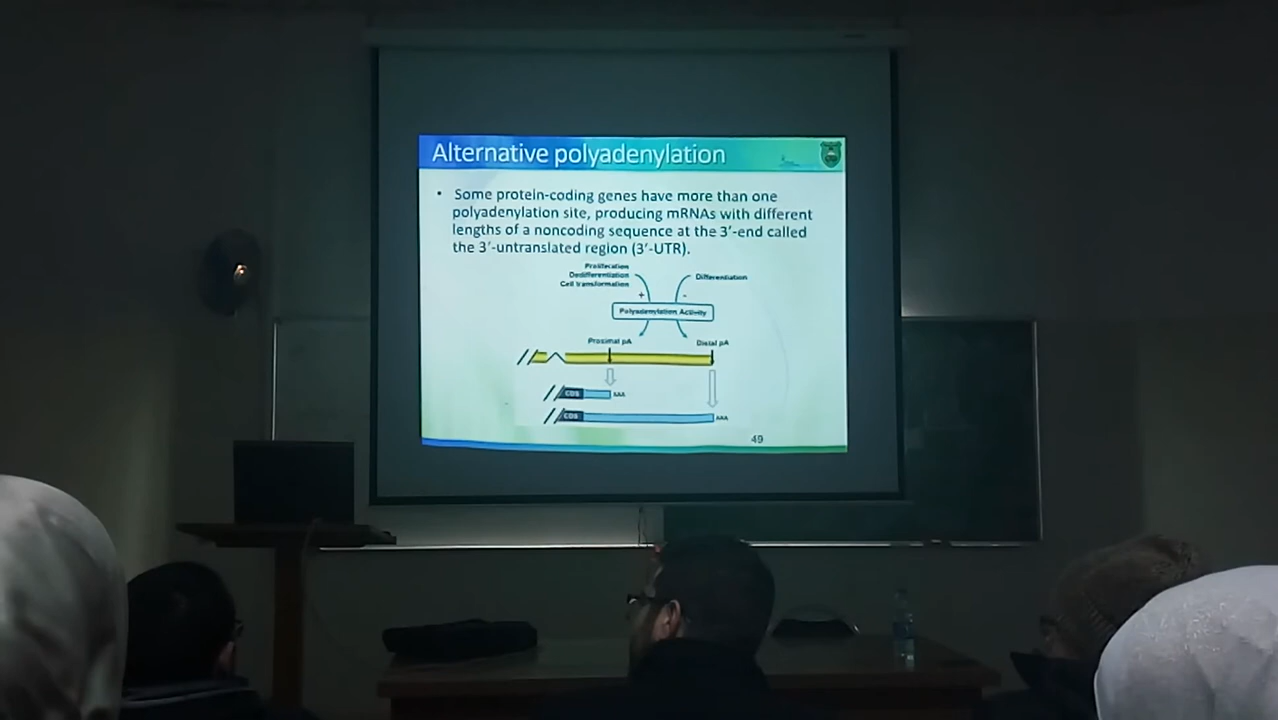 Alternative polyadenylation
• Some protein-coding genes have more than one
polyadenylation site, producing mRNAs with different
lengths of a noncoding sequence at the 3'-end called
the 3'-untranslated region (3'-UTR).
Proliferation
Dedifferentiation
Cell transformation
Differentiation
+
-
Polyadenylation Activity
Proximal pA
Distal pA
CDS
AAA
CDS
AAA
49